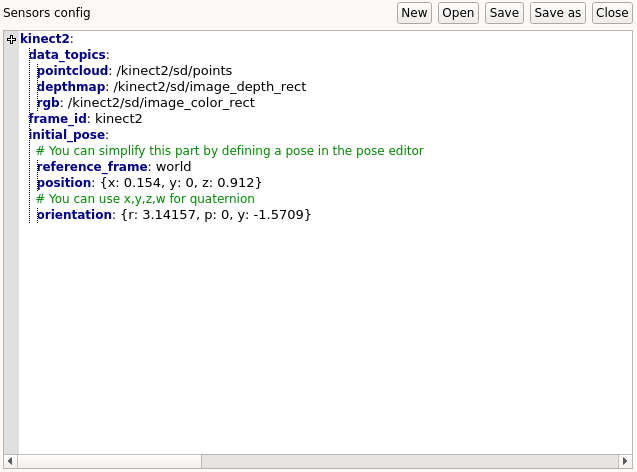 Sensors config New Open Save Save as Close
kinect2:
data_topics:
pointcloud: /kinect2/sd/points
depthmap: /kinect2/sd/image_depth_rect
rgb: /kinect2/sd/image_color_rect
frame_id: kinect2
initial_pose:
# You can simplify this part by defining a pose in the pose editor
reference_frame: world
position: {x: 0.154, y: 0, z: 0.912}
# You can use x,y,z,w for quaternion
orientation: {r: 3.14157, p: 0, y: -1.5709}